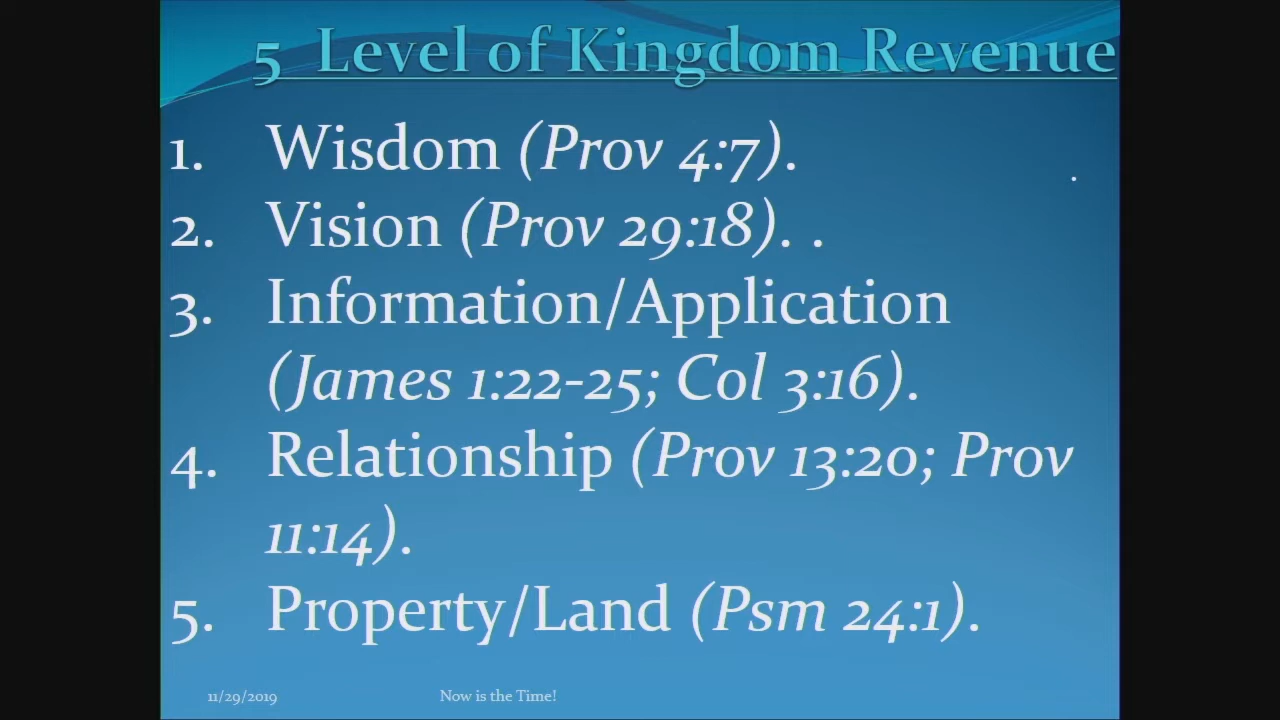 5 Level of Kingdom Revenue
1. Wisdom (Prov 4:7).
.
2. Vision (Prov 29:18). .
3. Information/Application
(James 1:22-25; Col 3:16).
4. Relationship (Prov 13:20; Prov
11:14).
5. Property/Land (Psm 24:1).
11/29/2019 Now is the Time!